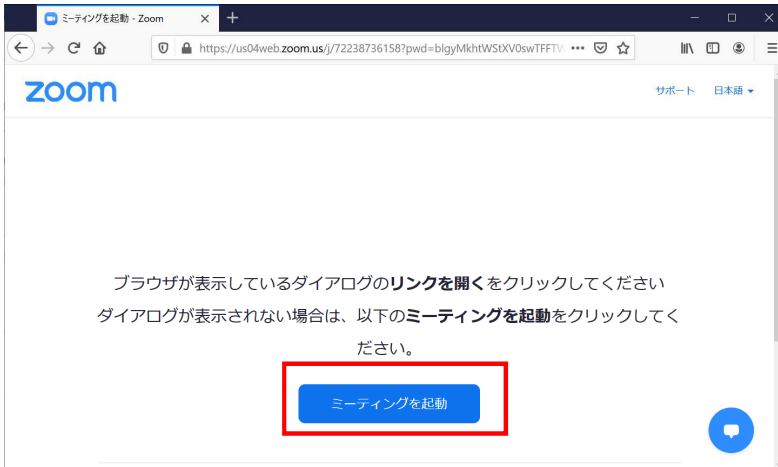 ミーティングを起動 - Zoom
https://us04web.zoom.us/j/72238736158?pwd=blgyMkhtWStXV0swTFFTV
zoom
サポート 日本語
ブラウザが表示しているダイアログのリンクを開くをクリックしてください
ダイアログが表示されない場合は、以下のミーティングを起動をクリックしてく
ださい。
ミーティングを起動